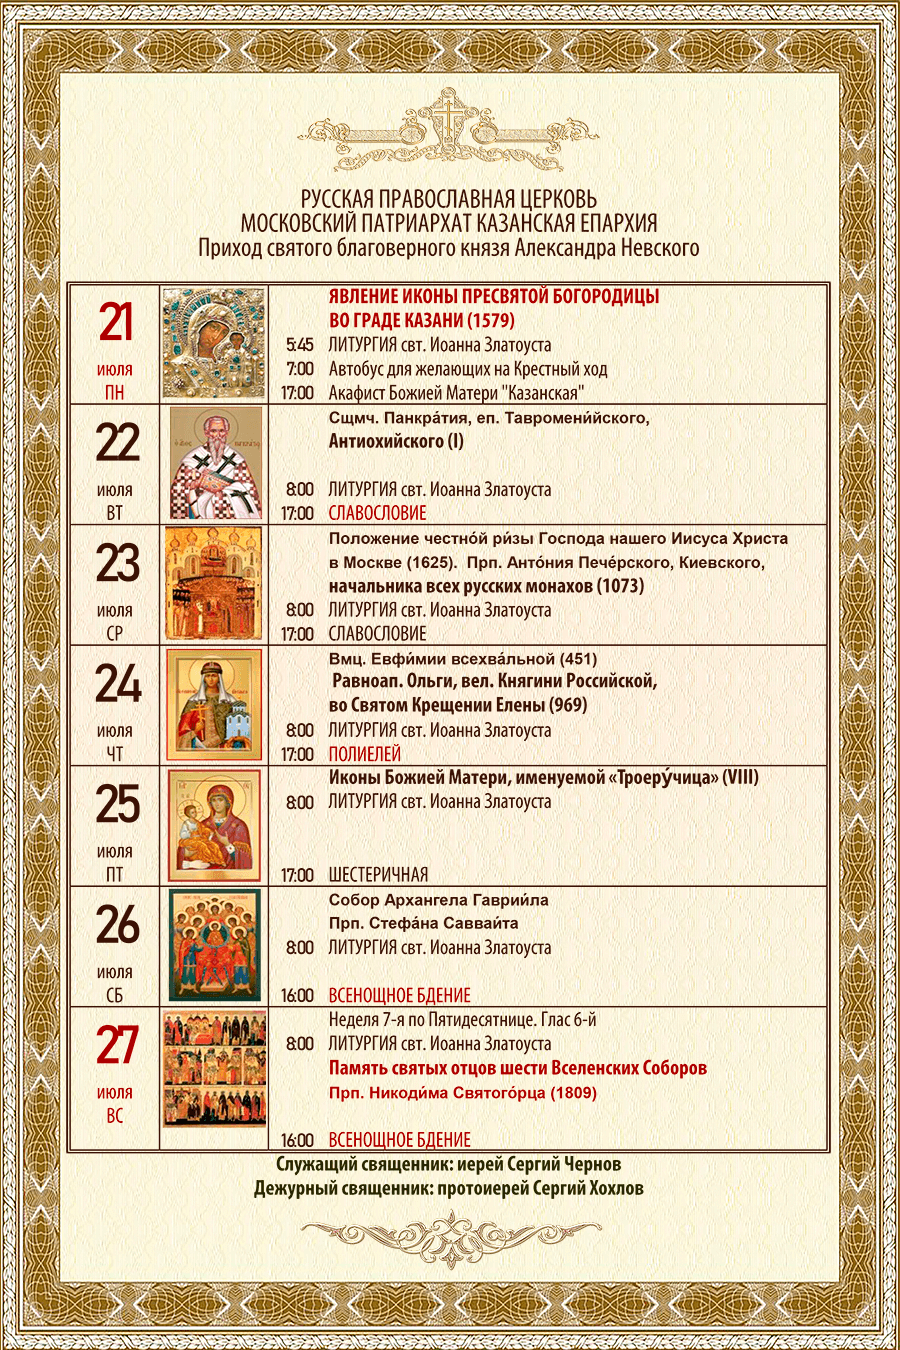 РУССКАЯ ПРАВОСЛАВНАЯ ЦЕРКОВЬ
МОСКОВСКИЙ ПАТРИАРХАТ КАЗАНСКАЯ ЕПАРХИЯ
Приход святого благоверного князя Александра Невского
21
июля
ПН
ЯВЛЕНИЕ ИКОНЫ ПРЕСВЯТОЙ БОГОРОДИЦЫ
ВО ГРАДЕ КАЗАНИ (1579)
5:45 ЛИТУРГИЯ свт. Иоанна Златоуста
7:00 Автобус для желающих на Крестный ход
17:00 Акафист Божией Матери "Казанская"
22
июля
ВТ
Сщмч. Панкра́тия, еп. Тавромени́йского,
Антиохийского (I)
8:00 ЛИТУРГИЯ свт. Иоанна Златоуста
17:00 СЛАВОСЛОВИЕ
23
июля
СР
Положение честно́й ри́зы Господа нашего Иисуса Христа
в Москве (1625). Прп. Анто́ния Пече́рского, Киевского,
начальника всех русских монахов (1073)
8:00 ЛИТУРГИЯ свт. Иоанна Златоуста
17:00 СЛАВОСЛОВИЕ
24
июля
ЧТ
Вмц. Евфи́мии всехва́льной (451)
Равноап. Ольги, вел. Княгини Российской,
во Святом Крещении Елены (969)
8:00 ЛИТУРГИЯ свт. Иоанна Златоуста
17:00 ПОЛИЕЛЕЙ
25
июля
ПТ
Иконы Божией Матери, именуемой «Троеру́чица» (VIII)
8:00 ЛИТУРГИЯ свт. Иоанна Златоуста
17:00 ШЕСТЕРИЧНАЯ
26
июля
СБ
Собор Архангела Гаврии́ла
Прп. Стефа́на Савваи́та
8:00 ЛИТУРГИЯ свт. Иоанна Златоуста
16:00 ВСЕНОЩНОЕ БДЕНИЕ
27
июля
ВС
Неделя 7-я по Пятидесятнице. Глас 6-й
8:00 ЛИТУРГИЯ свт. Иоанна Златоуста
Память святых отцов шести Вселенских Соборов
Прп. Никоди́ма Святого́рца (1809)
16:00 ВСЕНОЩНОЕ БДЕНИЕ
Служащий священник: иерей Сергий Чернов
Дежурный священник: протоиерей Сергий Хохлов